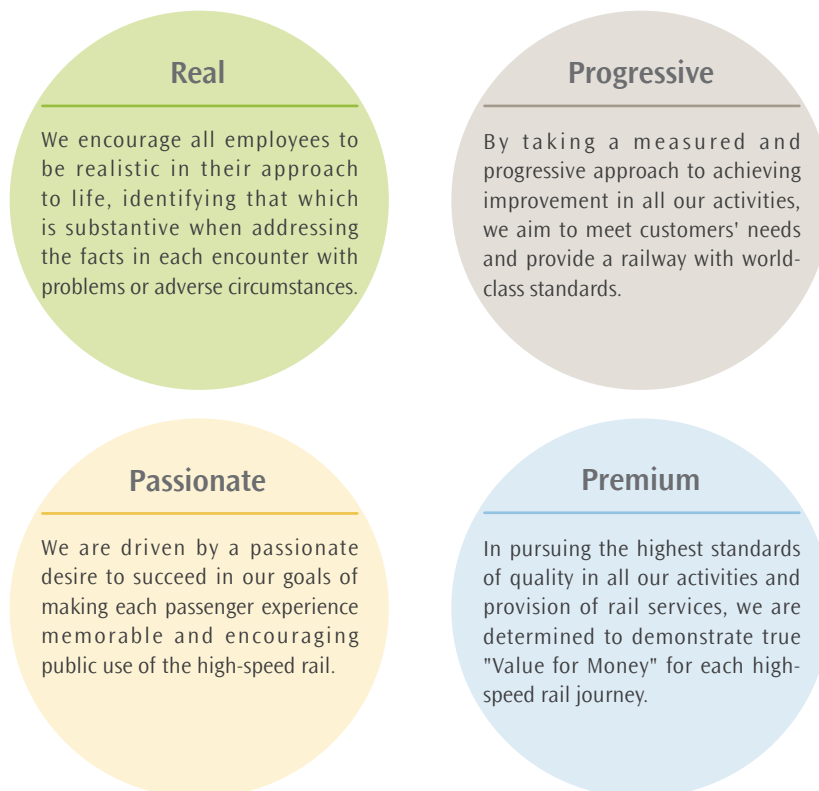 Real
We encourage all employees to
be realistic in their approach
to life, identifying that which
is substantive when addressing
the facts in each encounter with
problems or adverse circumstances.
Progressive
By taking a measured and
progressive approach to achieving
improvement in all our activities,
we aim to meet customers' needs
and provide a railway with world-
class standards.
Passionate
We are driven by a passionate
desire to succeed in our goals of
making each passenger experience
memorable and encouraging
public use of the high-speed rail.
Premium
In pursuing the highest standards
of quality in all our activities and
provision of rail services, we are
determined to demonstrate true
"Value for Money" for each high-
speed rail journey.